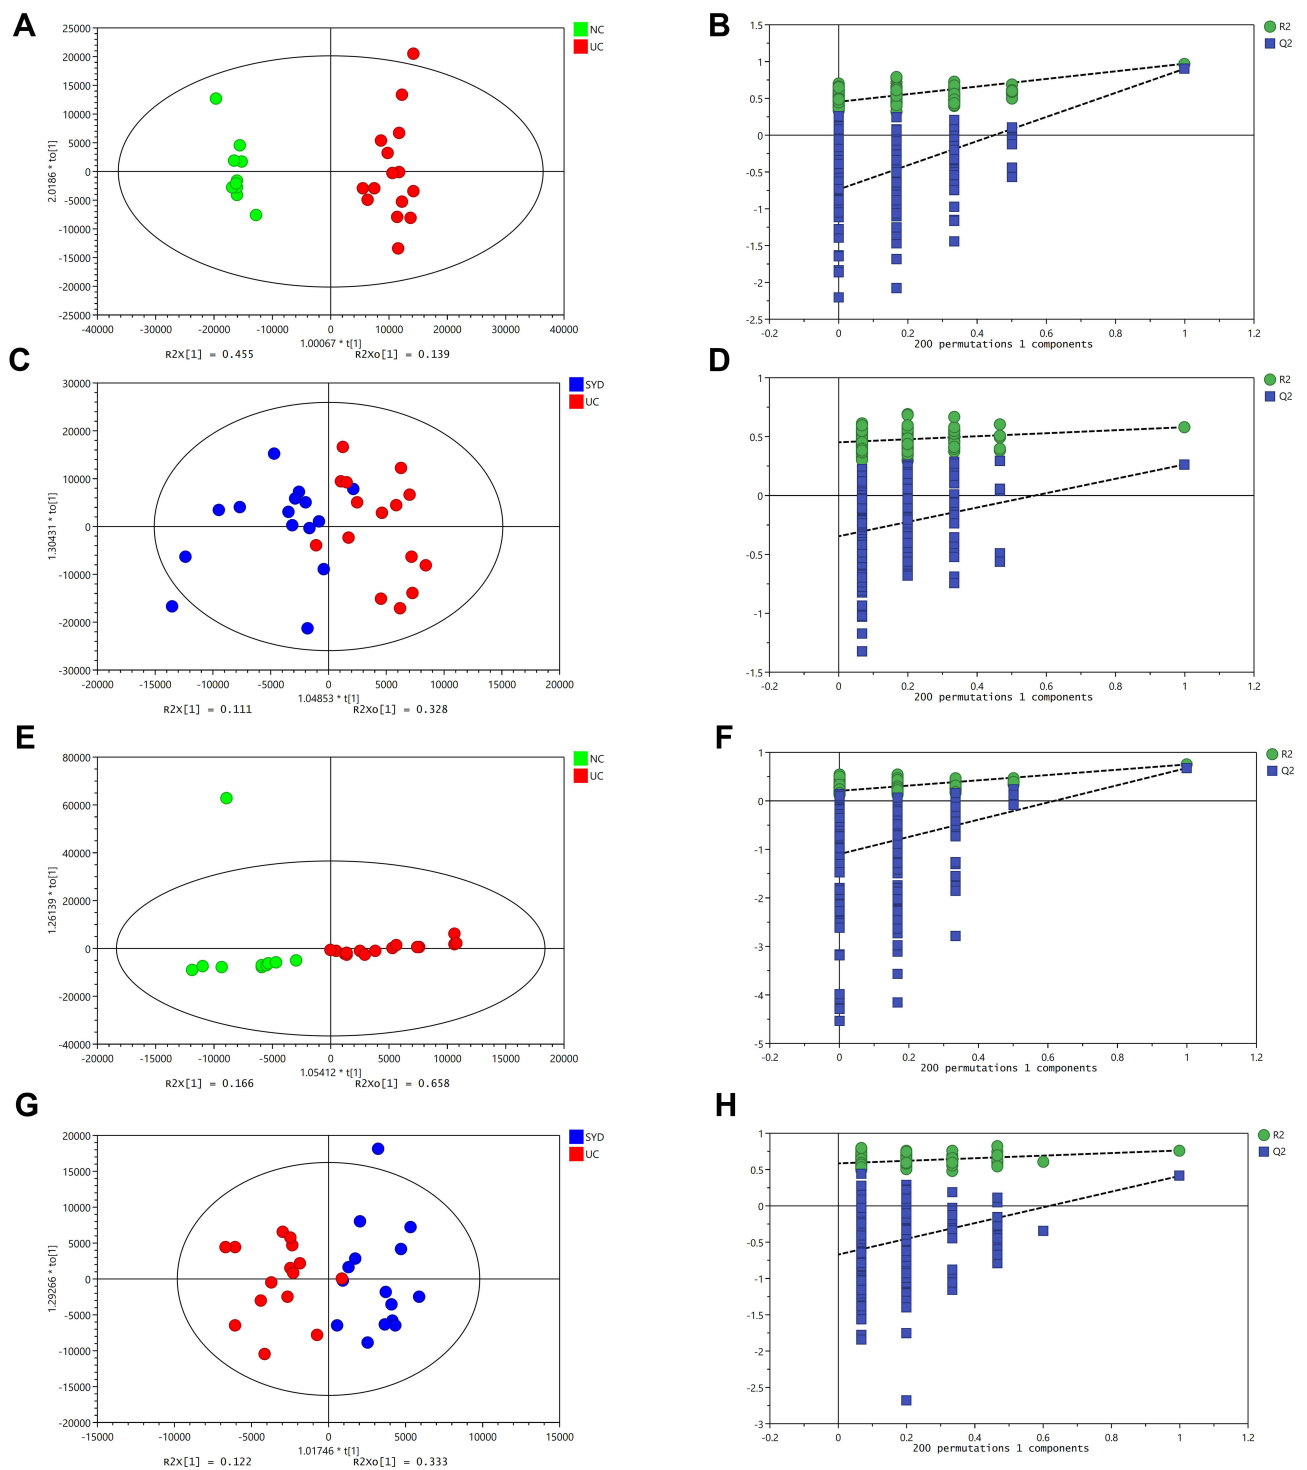 A
NC
UC
25000
20000
15000
10000
5000
0
-5000
-10000
-15000
-20000
-25000
2.0186 * to[1]
-40000 -30000 -20000 -10000 0 10000 20000 30000 40000
1.00067 * t[1]
R2X[1] = 0.455 R2Xo[1] = 0.139
B
R2
Q2
1.5
1
0.5
0
-0.5
-1
-1.5
-2
-2.5
-0.2 0 0.2 0.4 0.6 0.8 1 1.2
200 permutations 1 components
C
SYD
UC
30000
20000
10000
0
-10000
-20000
-30000
1.30431 * to[1]
-20000 -15000 -10000 -5000 0 5000 10000 15000 20000
1.04853 * t[1]
R2X[1] = 0.111 R2Xo[1] = 0.328
D
R2
Q2
1
0.5
0
-0.5
-1
-1.5
-0.2 0 0.2 0.4 0.6 0.8 1 1.2
200 permutations 1 components
E
NC
UC
80000
60000
40000
20000
0
-20000
-40000
1.26139 * to[1]
-20000 -15000 -10000 -5000 0 5000 10000 15000 20000
1.05412 * t[1]
R2X[1] = 0.166 R2Xo[1] = 0.658
F
R2
Q2
1
0
-1
-2
-3
-4
-5
-0.2 0 0.2 0.4 0.6 0.8 1 1.2
200 permutations 1 components
G
SYD
UC
20000
15000
10000
5000
0
-5000
-10000
-15000
-20000
1.29266 * to[1]
-15000 -10000 -5000 0 5000 10000 15000
1.01746 * t[1]
R2X[1] = 0.122 R2Xo[1] = 0.333
H
R2
Q2
1
0.5
0
-0.5
-1
-1.5
-2
-2.5
-3
-0.2 0 0.2 0.4 0.6 0.8 1 1.2
200 permutations 1 components